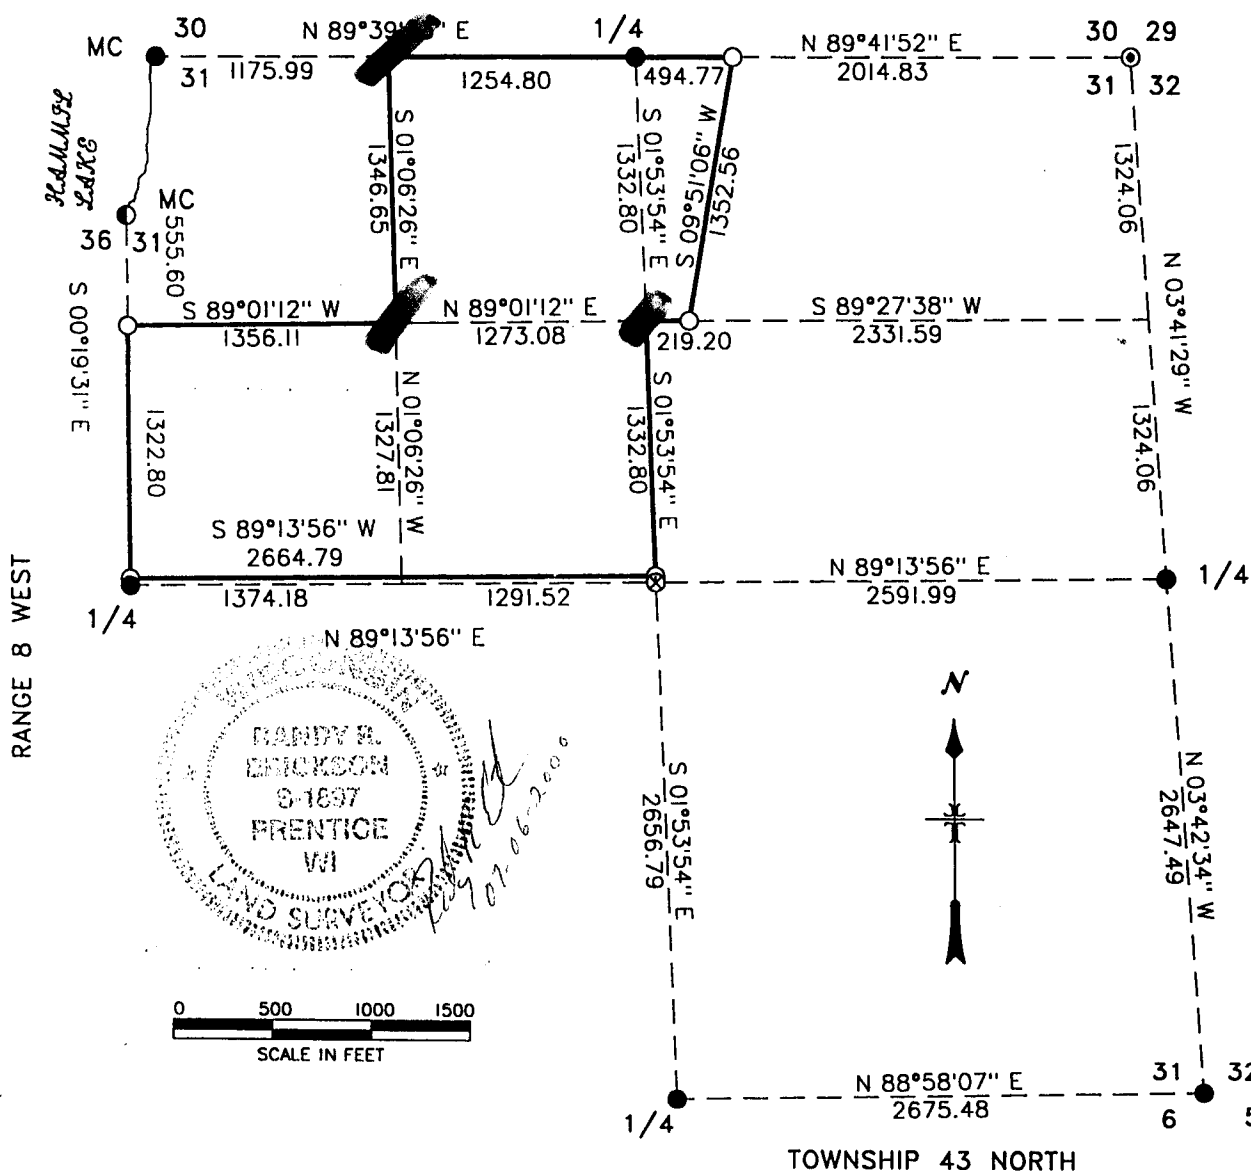 MC
30
31
N 89°39' E
1175.99
1254.80
1/4
494.77
N 89°41'52" E
2014.83
30 29
31 32
HAMMIL
LAKE
MC
36 31
555.60
S 01°06'26" E
1346.65
S 01°53'54" E
1332.80
S 09°51'06" W
1352.56
1324.06
N 03°41'29" W
1324.06
S 00°19'31" E
S 89°01'12" W
1356.11
N 89°01'12" E
1273.08
219.20
S 89°27'38" W
2331.59
1322.80
N 01°06'26" W
1327.81
S 01°53'54" E
1332.80
S 89°13'56" W
2664.79
1374.18
1291.52
N 89°13'56" E
1/4
N 89°13'56" E
2591.99
1/4
RANGE 8 WEST
WISCONSIN
RANDY R.
ERICKSON
S-1897
PRENTICE
WI
LAND SURVEYOR
07-06-2000
N
S 01°53'54" E
2656.79
N 03°42'34" W
2647.49
0 500 1000 1500
SCALE IN FEET
1/4
N 88°58'07" E
2675.48
31 32
6 5
TOWNSHIP 43 NORTH